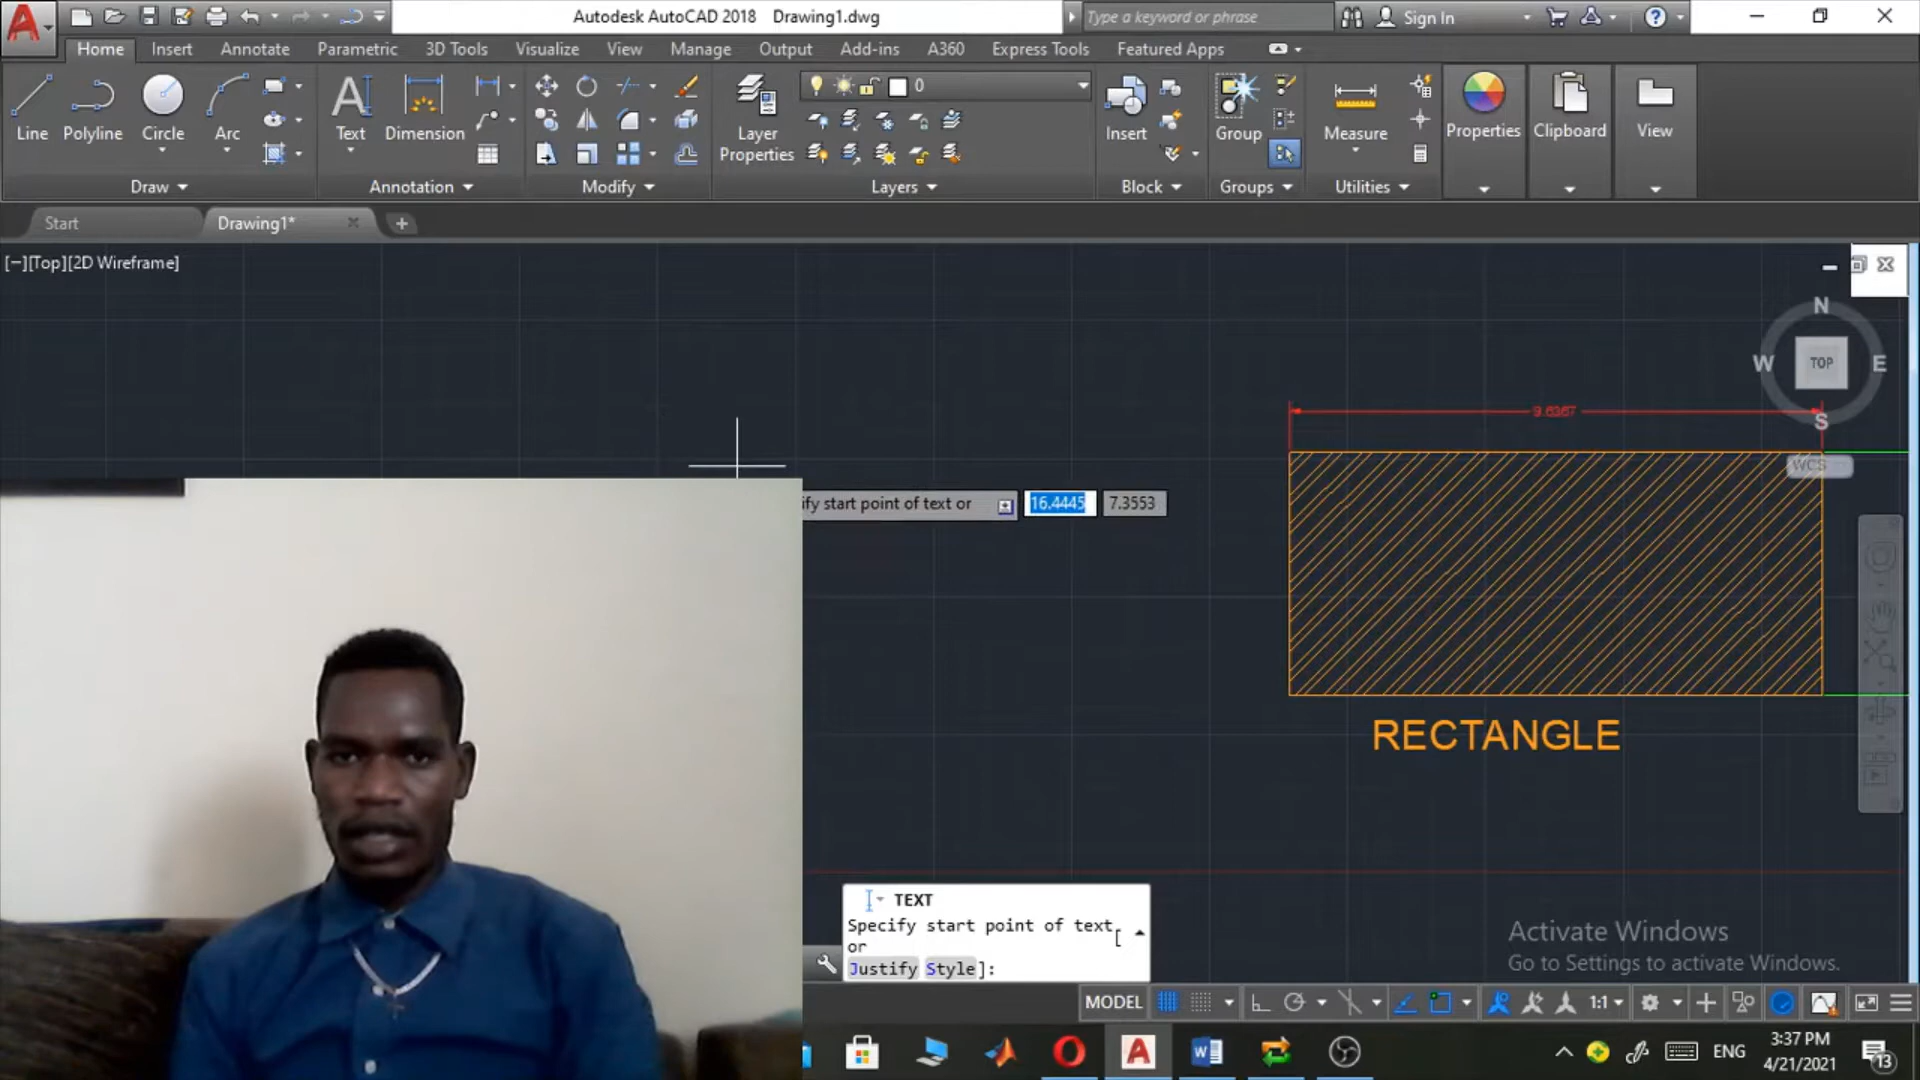 Autodesk AutoCAD 2018 Drawing1.dwg
Type a keyword or phrase
Sign In
Home Insert Annotate Parametric 3D Tools Visualize View Manage Output Add-ins A360 Express Tools Featured Apps
0
Line Polyline Circle Arc Text Dimension Layer Properties Insert Group Measure Properties Clipboard View
Draw Annotation Modify Layers Block Groups Utilities
Start Drawing1*
[−][Top][2D Wireframe]
N
W TOP E
S
9.6367
WCS
ify start point of text or 16.4445 7.3553
RECTANGLE
TEXT
Specify start point of text
or [
Justify Style]:
Activate Windows
Go to Settings to activate Windows.
MODEL 1:1
ENG
3:37 PM
4/21/2021
13